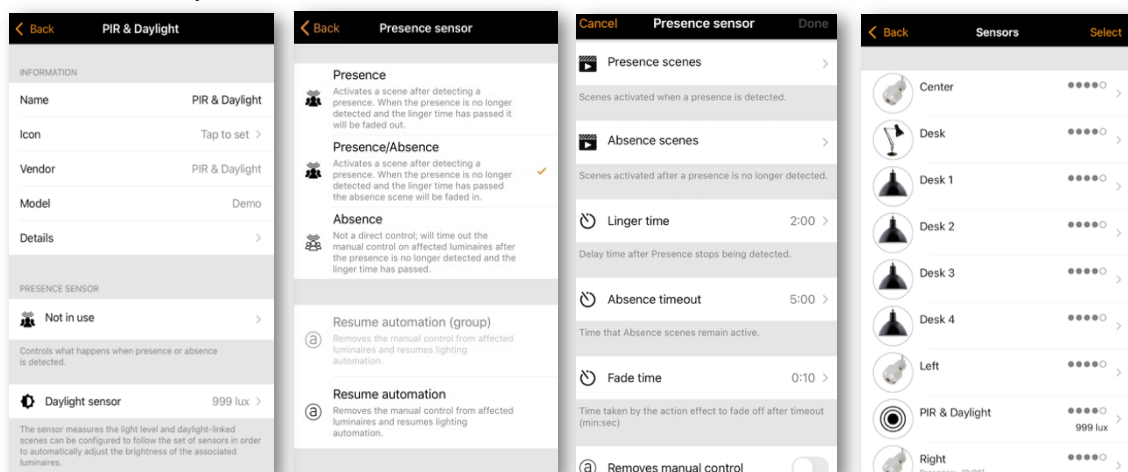 Back
PIR & Daylight
INFORMATION
Name
PIR & Daylight
Icon
Tap to set
Vendor
PIR & Daylight
Model
Demo
Details
PRESENCE SENSOR
Not in use
Controls what happens when presence or absence
is detected.
Daylight sensor
999 lux
The sensor measures the light level and daylight-linked
scenes can be configured to follow the set of sensors in order
to automatically adjust the brightness of the associated
luminaires.
Back
Presence sensor
Presence
Activates a scene after detecting a
presence. When the presence is no longer
detected and the linger time has passed it
will be faded out.
Presence/Absence
Activates a scene after detecting a
presence. When the presence is no longer
detected and the linger time has passed
the absence scene will be faded in.
Absence
Not a direct control; will time out the
manual control on affected luminaires after
the presence is no longer detected and the
linger time has passed.
a
Resume automation (group)
Removes the manual control from affected
luminaires and resumes lighting
automation.
a
Resume automation
Removes the manual control from affected
luminaires and resumes lighting
automation.
Cancel
Presence sensor
Done
Presence scenes
Scenes activated when a presence is detected.
Absence scenes
Scenes activated after a presence is no longer detected.
Linger time
2:00
Delay time after Presence stops being detected.
Absence timeout
5:00
Time that Absence scenes remain active.
Fade time
0:10
Time taken by the action effect to fade off after timeout
(min:sec)
a
Removes manual control
Back
Sensors
Select
Center
Desk
Desk 1
Desk 2
Desk 3
Desk 4
Left
PIR & Daylight
999 lux
Right